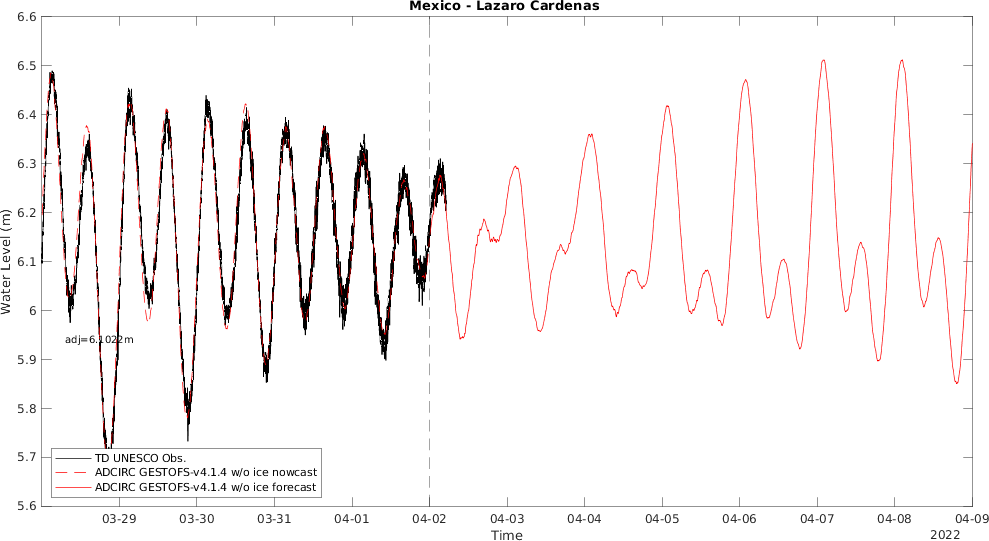 Mexico - Lazaro Cardenas
6.6
6.5
6.4
6.3
6.2
6.1
6
5.9
5.8
5.7
5.6
Water Level (m)
adj=6.1022m
TD UNESCO Obs.
ADCIRC GESTOFS-v4.1.4 w/o ice nowcast
ADCIRC GESTOFS-v4.1.4 w/o ice forecast
03-29 03-30 03-31 04-01 04-02 04-03 04-04 04-05 04-06 04-07 04-08 04-09
Time
2022